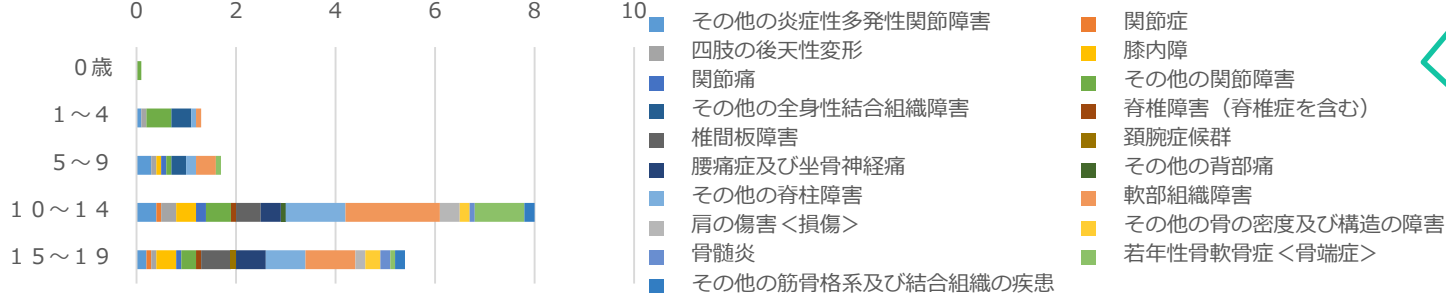 0 2 4 6 8 10
0歳
1～4
5～9
10～14
15～19
その他の炎症性多発性関節障害 関節症
四肢の後天性変形 膝内障
関節痛 その他の関節障害
その他の全身性結合組織障害 脊椎障害（脊椎症を含む）
椎間板障害 頚腕症候群
腰痛症及び坐骨神経痛 その他の背部痛
その他の脊柱障害 軟部組織障害
肩の傷害＜損傷＞ その他の骨の密度及び構造の障害
骨髄炎 若年性骨軟骨症＜骨端症＞
その他の筋骨格系及び結合組織の疾患